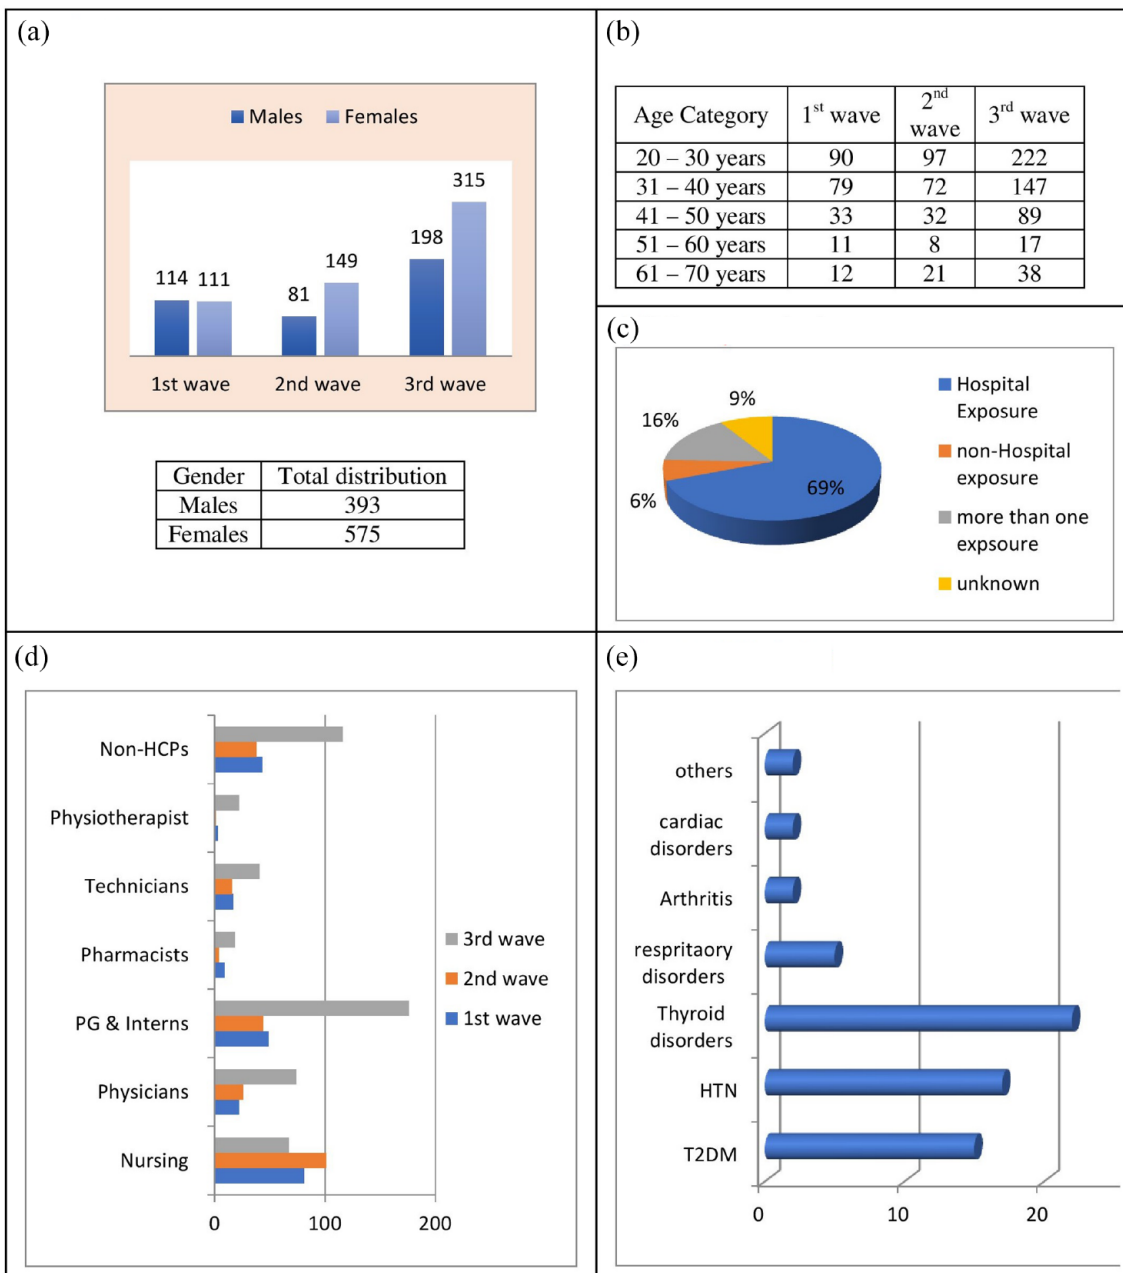 (a)
Males Females
114 111 81 149 198 315
1st wave 2nd wave 3rd wave
Gender Total distribution
Males 393
Females 575
(b)
Age Category 1st wave 2nd wave 3rd wave
20 – 30 years 90 97 222
31 – 40 years 79 72 147
41 – 50 years 33 32 89
51 – 60 years 11 8 17
61 – 70 years 12 21 38
(c)
9%
16%
6%
69%
Hospital
Exposure
non-Hospital
exposure
more than one
expsoure
unknown
(d)
Non-HCPs
Physiotherapist
Technicians
Pharmacists
PG & Interns
Physicians
Nursing
0 100 200
3rd wave
2nd wave
1st wave
(e)
others
cardiac
disorders
Arthritis
respritaory
disorders
Thyroid
disorders
HTN
T2DM
0 10 20